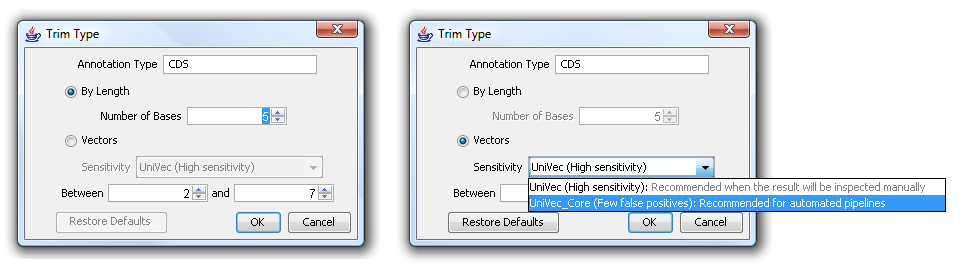 Trim Type
Annotation Type CDS
By Length
Number of Bases 5
Vectors
Sensitivity UniVec (High sensitivity)
Between 2 and 7
Restore Defaults OK Cancel
Trim Type
Annotation Type CDS
By Length
Number of Bases 5
Vectors
Sensitivity UniVec (High sensitivity)
UniVec (High sensitivity): Recommended when the result will be inspected manually
UniVec_Core (Few false positives): Recommended for automated pipelines
Between
Restore Defaults OK Cancel